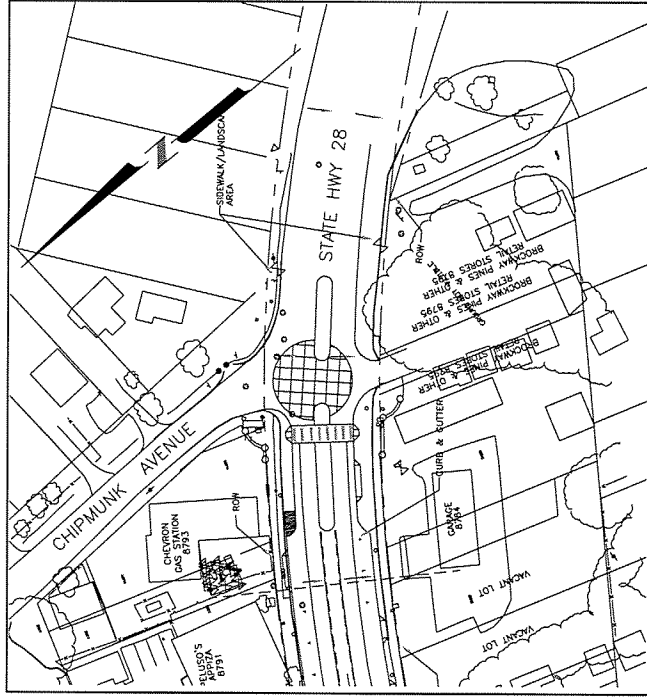 N
SIDEWALK/LANDSCA
AREA
STATE HWY 28
ROW
BROCKWAY PINES & OTHER
RETAIL STORES 8795
BROCKWAY PINES & OTHER
RETAIL STORES 8795
BROCKWAY
PINES & OTHER
RETAIL STORES
CHIPMUNK AVENUE
CURB & GUTTER
CHEVRON
GAS STATION
8793
ROW
GARAGE
8784
VACANT LOT
VACANT LOT
PELUSO'S
8791